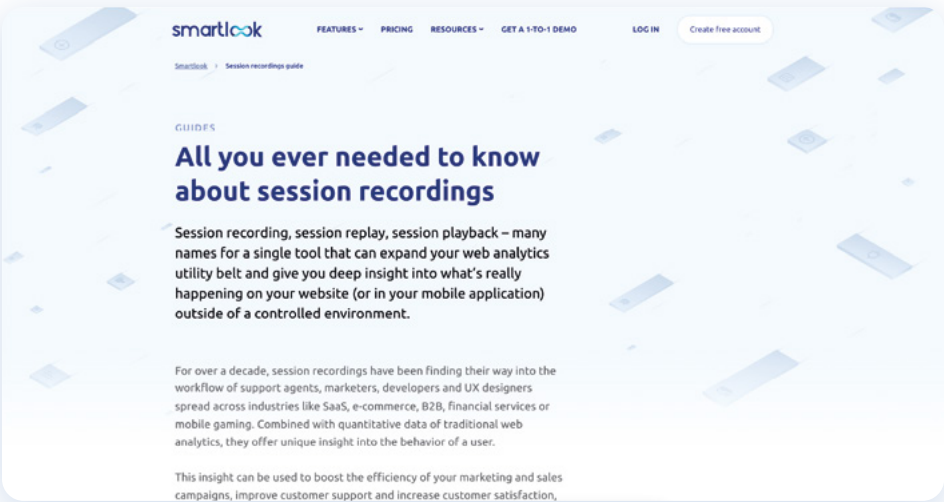 smartlook
FEATURES PRICING RESOURCES GET A 1-TO-1 DEMO LOG IN Create free account
Smartlook > Session recordings guide
GUIDES
All you ever needed to know
about session recordings
Session recording, session replay, session playback – many
names for a single tool that can expand your web analytics
utility belt and give you deep insight into what's really
happening on your website (or in your mobile application)
outside of a controlled environment.
For over a decade, session recordings have been finding their way into the
workflow of support agents, marketers, developers and UX designers
spread across industries like SaaS, e-commerce, B2B, financial services or
mobile gaming. Combined with quantitative data of traditional web
analytics, they offer unique insight into the behavior of a user.
This insight can be used to boost the efficiency of your marketing and sales
campaigns, improve customer support and increase customer satisfaction,